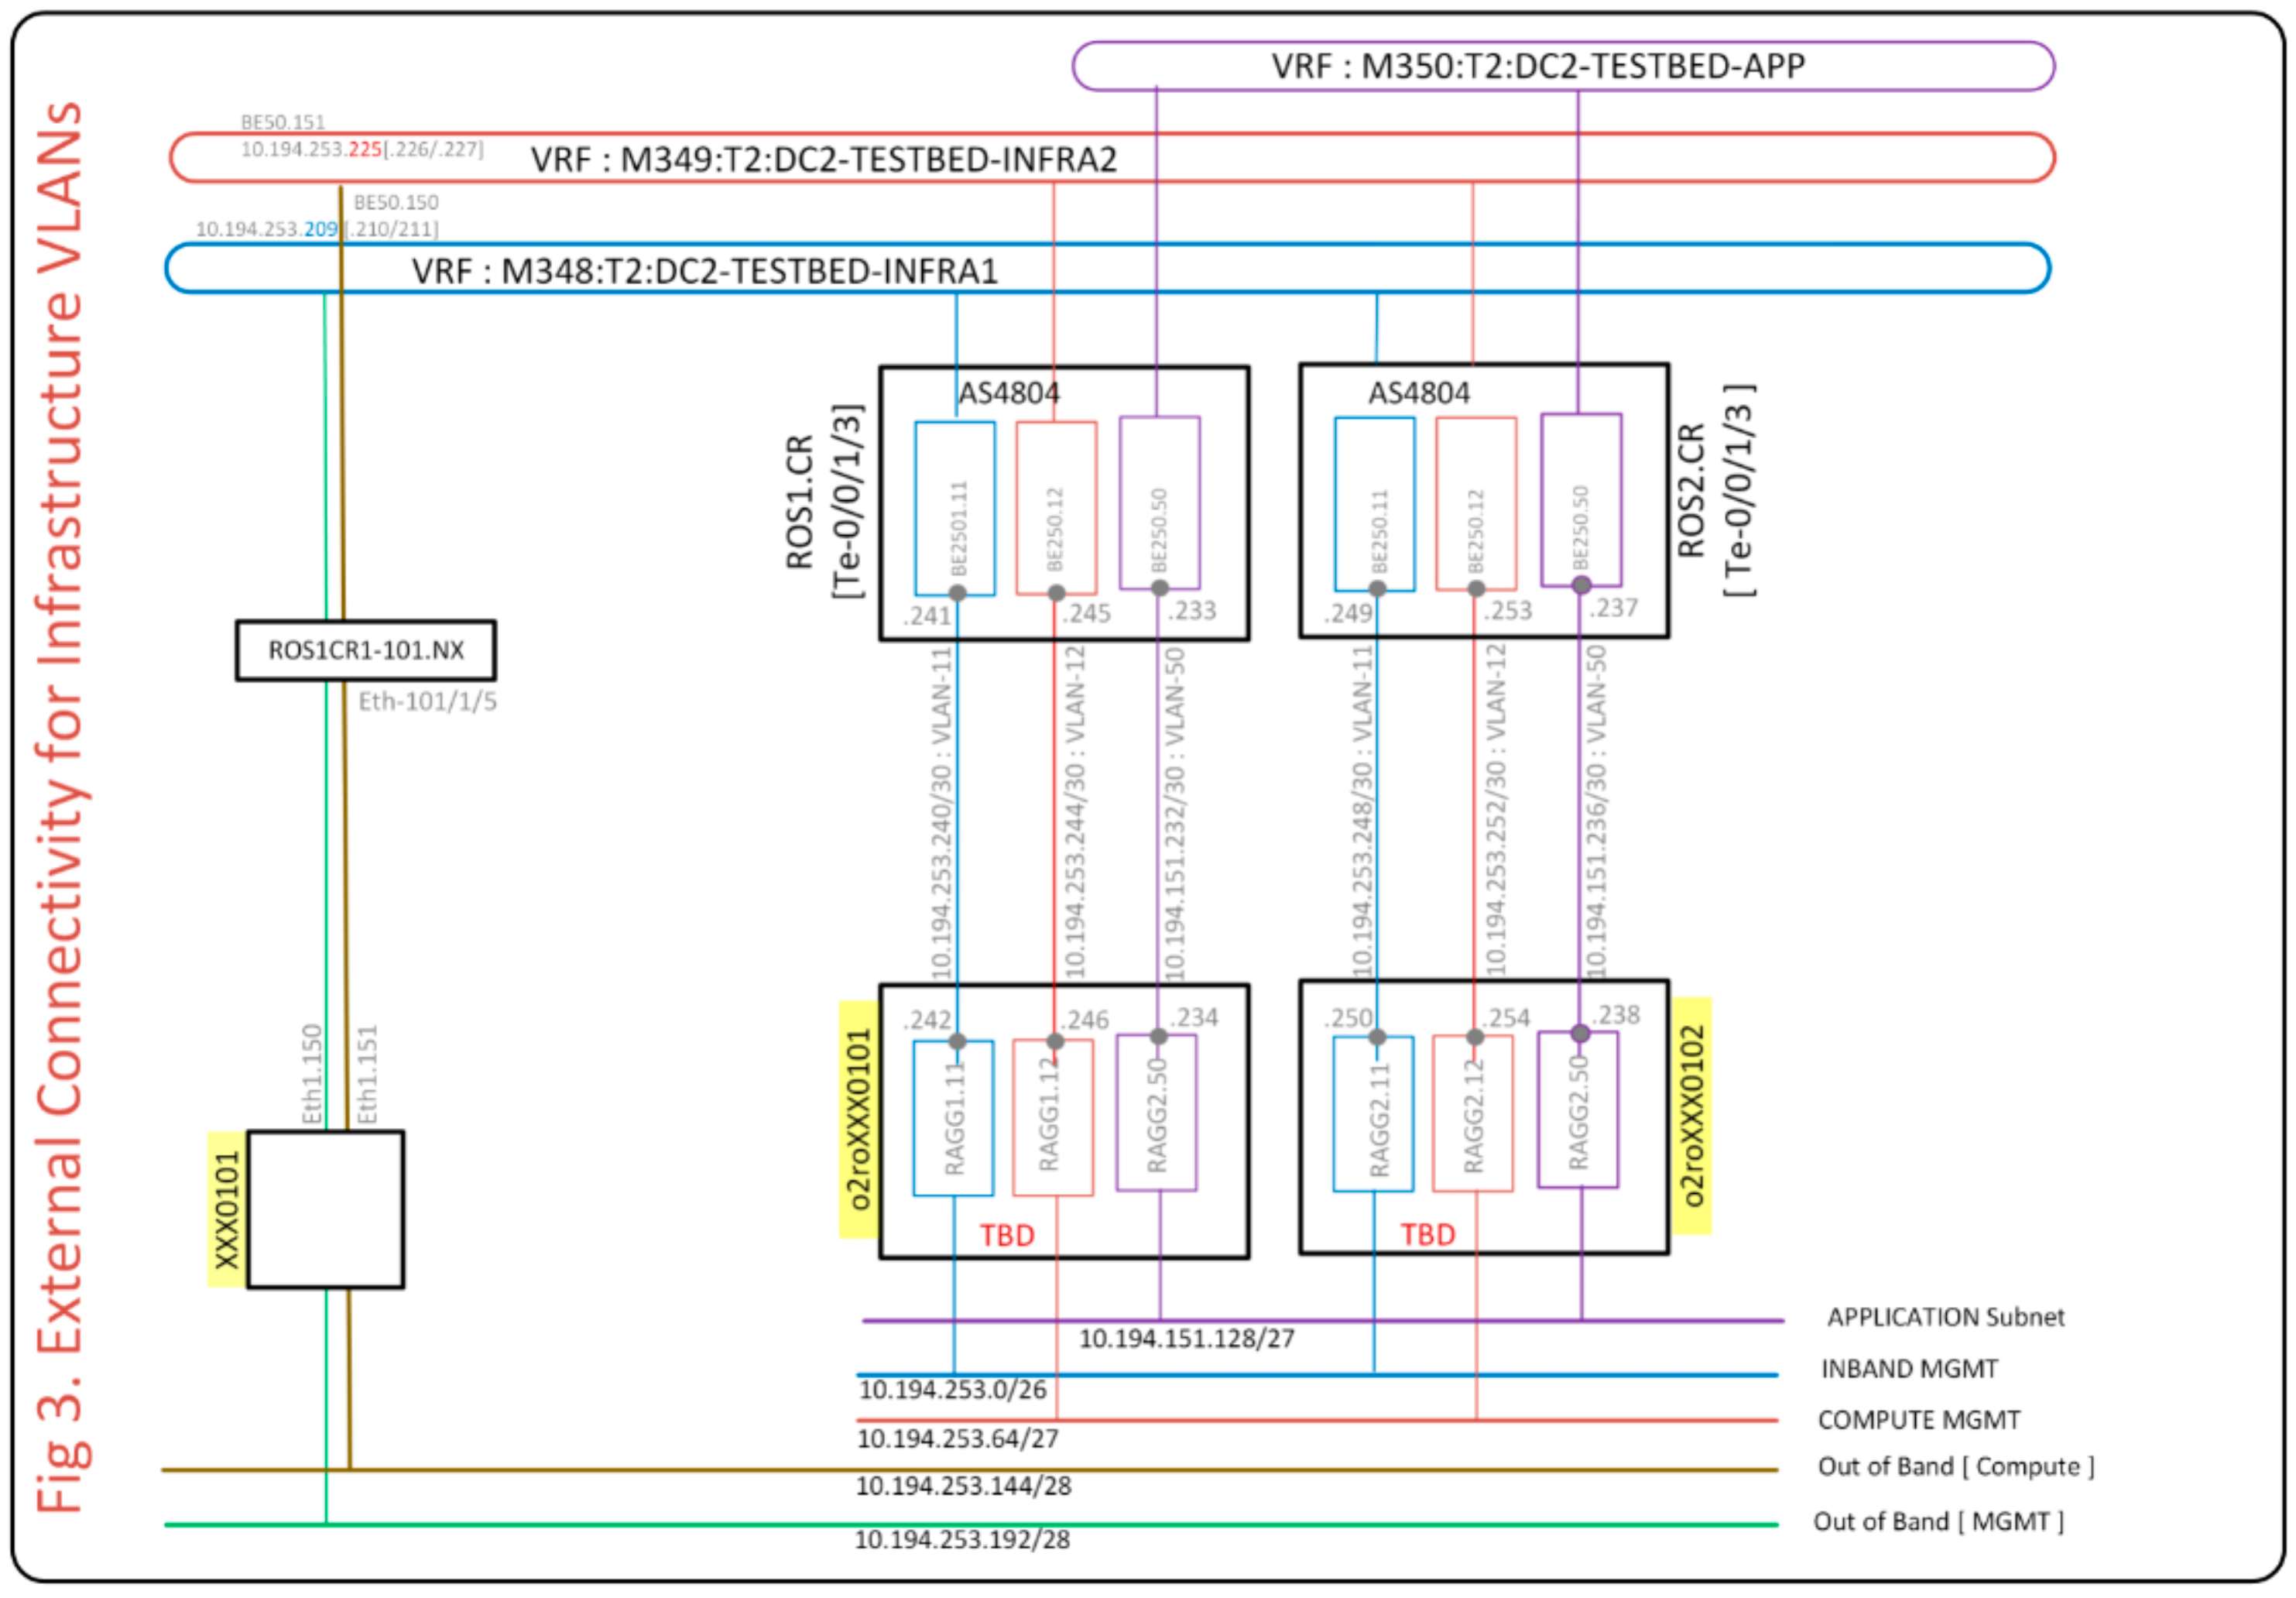 Fig 3. External Connectivity for Infrastructure VLANs
VRF : M350:T2:DC2-TESTBED-APP
BE50.151
10.194.253.225[.226/.227]
VRF : M349:T2:DC2-TESTBED-INFRA2
BE50.150
10.194.253.209 [.210/211]
VRF : M348:T2:DC2-TESTBED-INFRA1
ROS1.CR
[Te-0/0/1/3]
AS4804
BE2501.11
BE250.12
BE250.50
.241
.245
.233
AS4804
BE250.11
BE250.12
BE250.50
.249
.253
.237
ROS2.CR
[ Te-0/0/1/3 ]
ROS1CR1-101.NX
Eth-101/1/5
10.194.253.240/30 : VLAN-11
10.194.253.244/30 : VLAN-12
10.194.151.232/30 : VLAN-50
10.194.253.248/30 : VLAN-11
10.194.253.252/30 : VLAN-12
10.194.151.236/30 : VLAN-50
Eth1.150
Eth1.151
XXX0101
o2roXXX0101
.242
.246
.234
RAGG1.11
RAGG1.12
RAGG2.50
TBD
.250
.254
.238
RAGG2.11
RAGG2.12
RAGG2.50
TBD
o2roXXX0102
APPLICATION Subnet
10.194.151.128/27
INBAND MGMT
10.194.253.0/26
COMPUTE MGMT
10.194.253.64/27
Out of Band [ Compute ]
10.194.253.144/28
Out of Band [ MGMT ]
10.194.253.192/28